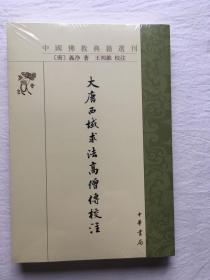 中國佛教典籍選刊
〔唐〕義淨 著 王邦維 校注
大唐西域求法高僧傳校注
中華書局